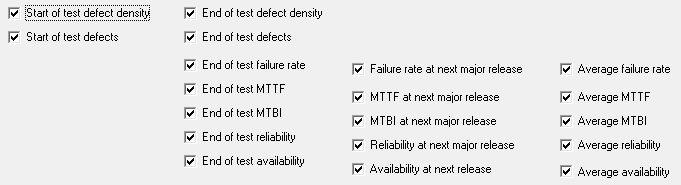 Start of test defect density
End of test defect density
Start of test defects
End of test defects
End of test failure rate
Failure rate at next major release
Average failure rate
End of test MTTF
MTTF at next major release
Average MTTF
End of test MTBI
MTBI at next major release
Average MTBI
End of test reliability
Reliability at next major release
Average reliability
End of test availability
Availability at next release
Average availability